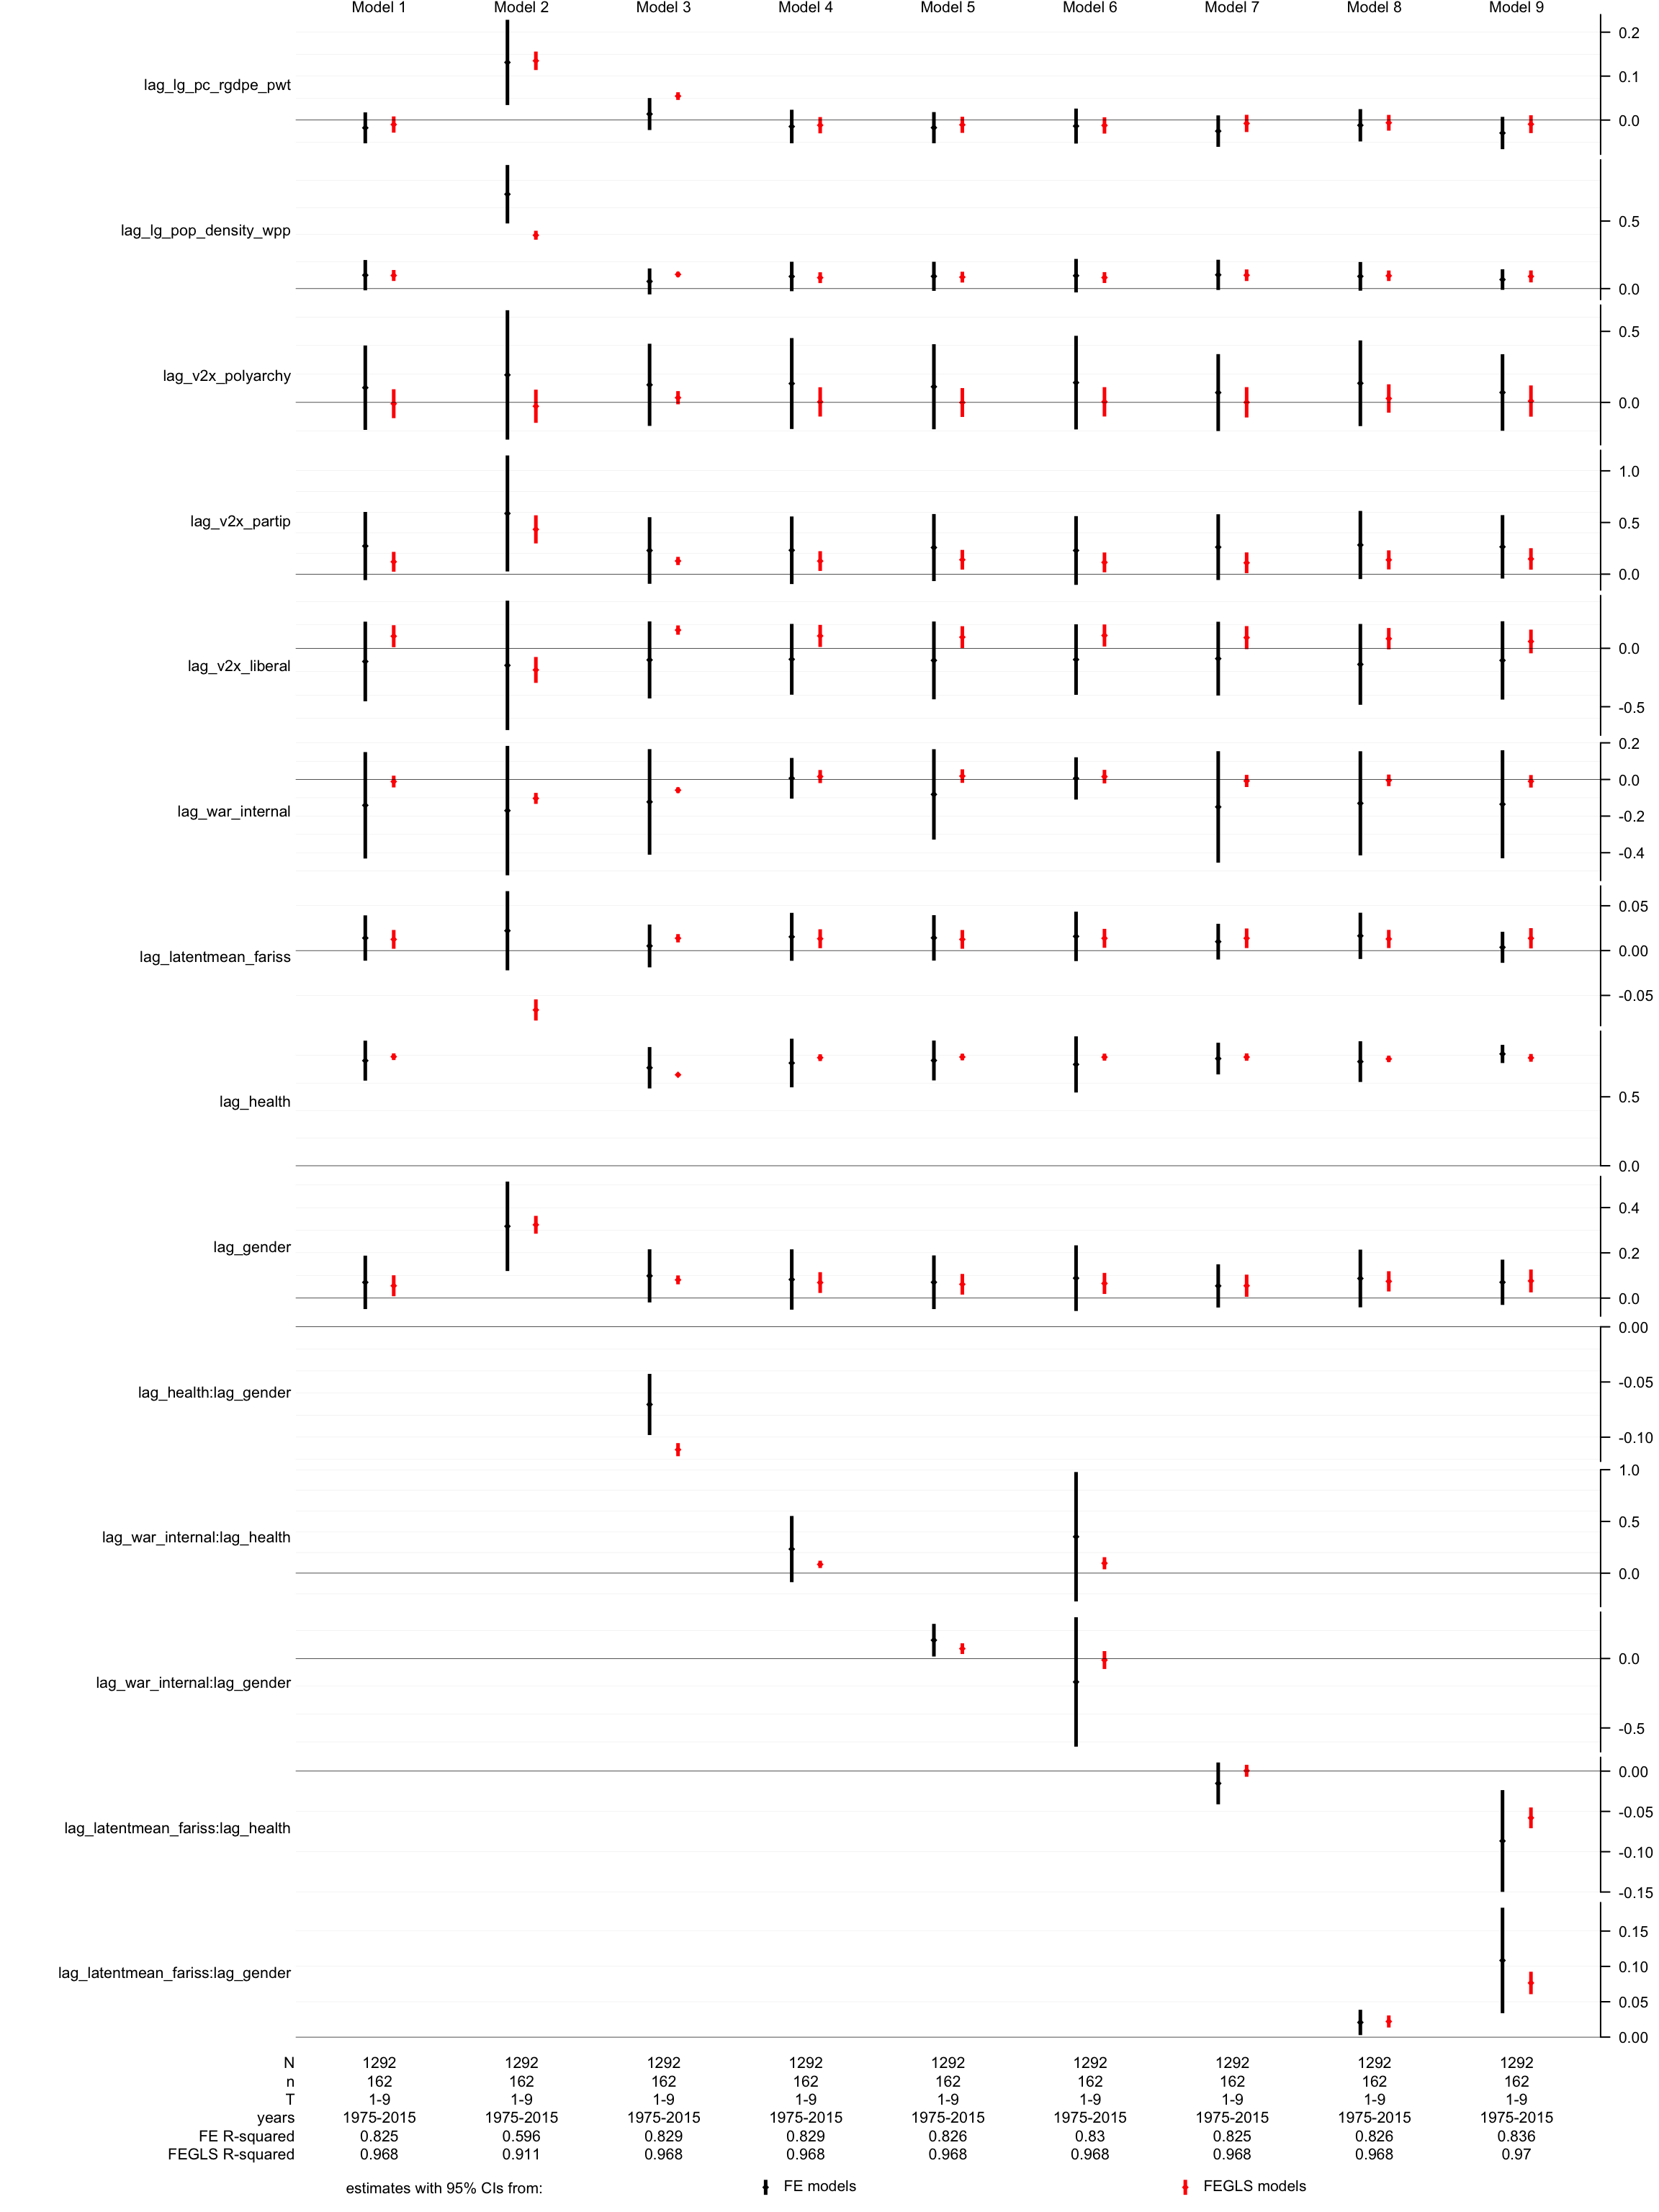 Model 1 Model 2 Model 3 Model 4 Model 5 Model 6 Model 7 Model 8 Model 9
lag_lg_pc_rgdpe_pwt
0.2
0.1
0.0
lag_lg_pop_density_wpp
0.5
0.0
lag_v2x_polyarchy
0.5
0.0
lag_v2x_partip
1.0
0.5
0.0
lag_v2x_liberal
0.0
-0.5
lag_war_internal
0.2
0.0
-0.2
-0.4
lag_latentmean_fariss
0.05
0.00
-0.05
lag_health
0.5
0.0
lag_gender
0.4
0.2
0.0
lag_health:lag_gender
0.00
-0.05
-0.10
lag_war_internal:lag_health
1.0
0.5
0.0
lag_war_internal:lag_gender
0.0
-0.5
lag_latentmean_fariss:lag_health
0.00
-0.05
-0.10
-0.15
lag_latentmean_fariss:lag_gender
0.15
0.10
0.05
0.00
N 1292 1292 1292 1292 1292 1292 1292 1292 1292
n 162 162 162 162 162 162 162 162 162
T 1-9 1-9 1-9 1-9 1-9 1-9 1-9 1-9 1-9
years 1975-2015 1975-2015 1975-2015 1975-2015 1975-2015 1975-2015 1975-2015 1975-2015 1975-2015
FE R-squared 0.825 0.596 0.829 0.829 0.826 0.83 0.825 0.826 0.836
FEGLS R-squared 0.968 0.911 0.968 0.968 0.968 0.968 0.968 0.968 0.97
estimates with 95% CIs from: FE models FEGLS models